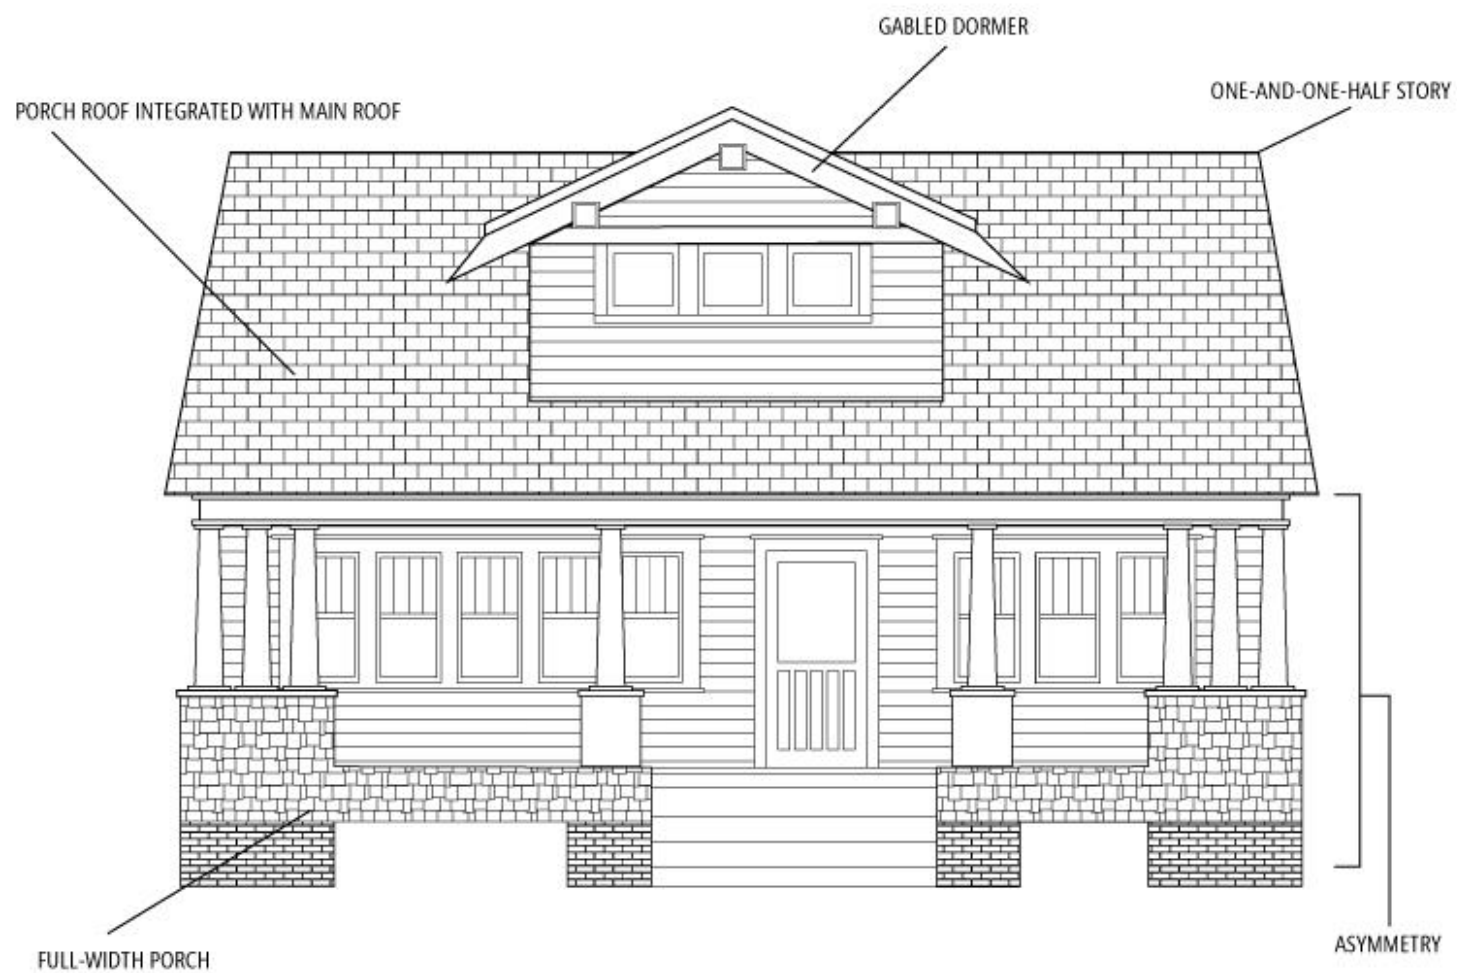 GABLED DORMER
ONE-AND-ONE-HALF STORY
PORCH ROOF INTEGRATED WITH MAIN ROOF
ASYMMETRY
FULL-WIDTH PORCH